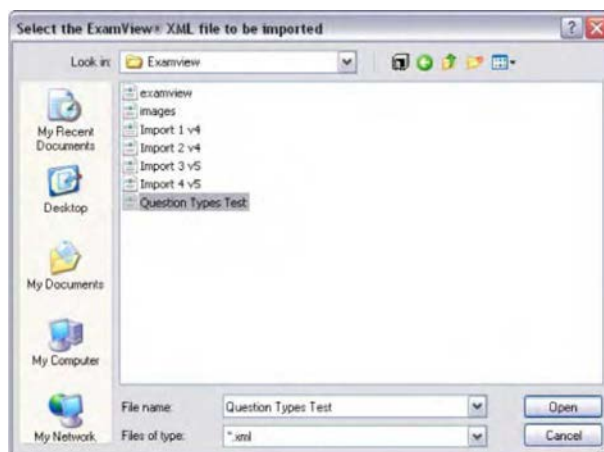 Select the ExamView® XML file to be imported
Look in: Examview
My Recent
Documents
Desktop
My Documents
My Computer
My Network
examview
images
Import 1 v4
Import 2 v4
Import 3 v5
Import 4 v5
Question Types Test
File name: Question Types Test Open
Files of type: *.xml Cancel